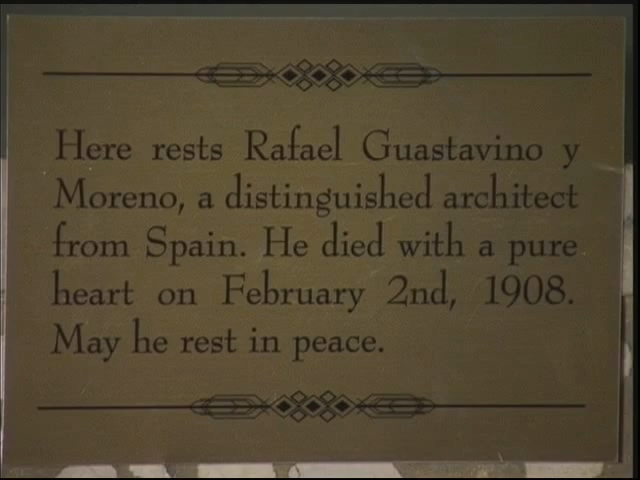 Here rests Rafael Guastavino y
Moreno, a distinguished architect
from Spain. He died with a pure
heart on February 2nd, 1908.
May he rest in peace.